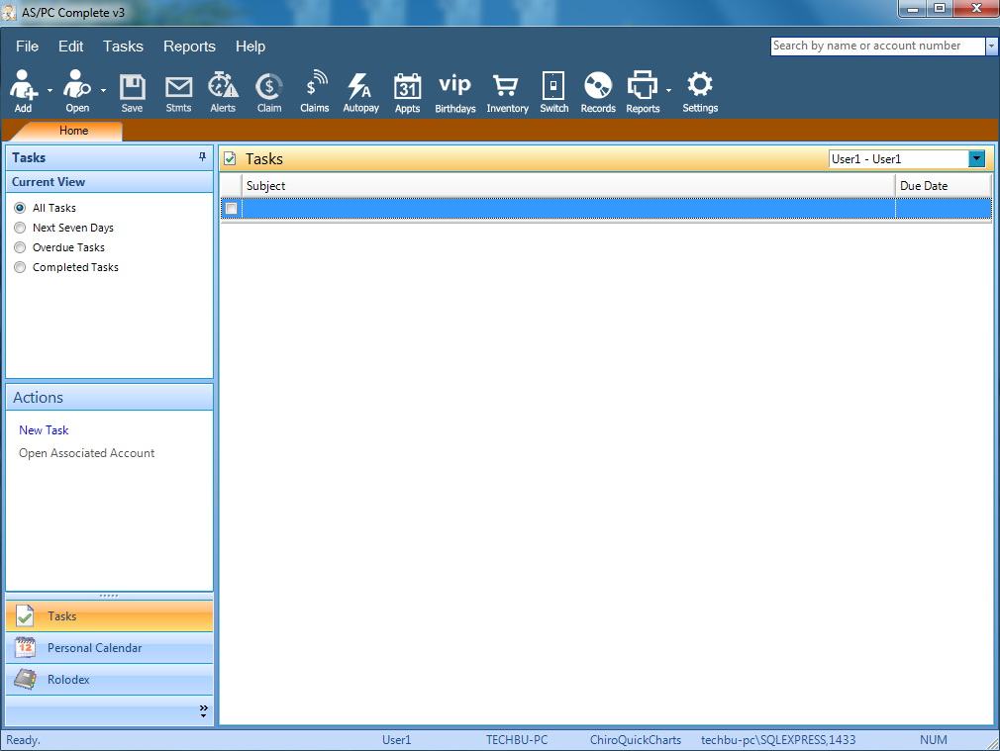 AS/PC Complete v3
File Edit Tasks Reports Help
Search by name or account number
Add Open Save Stmts Alerts Claim Claims Autopay 31 Appts vip Birthdays Inventory Switch Records Reports Settings
Home
Tasks
Current View
All Tasks
Next Seven Days
Overdue Tasks
Completed Tasks
Actions
New Task
Open Associated Account
Tasks
12 Personal Calendar
Rolodex
Tasks User1 - User1
Subject Due Date
Ready. User1 TECHBU-PC ChiroQuickCharts techbu-pc\SQLEXPRESS,1433 NUM